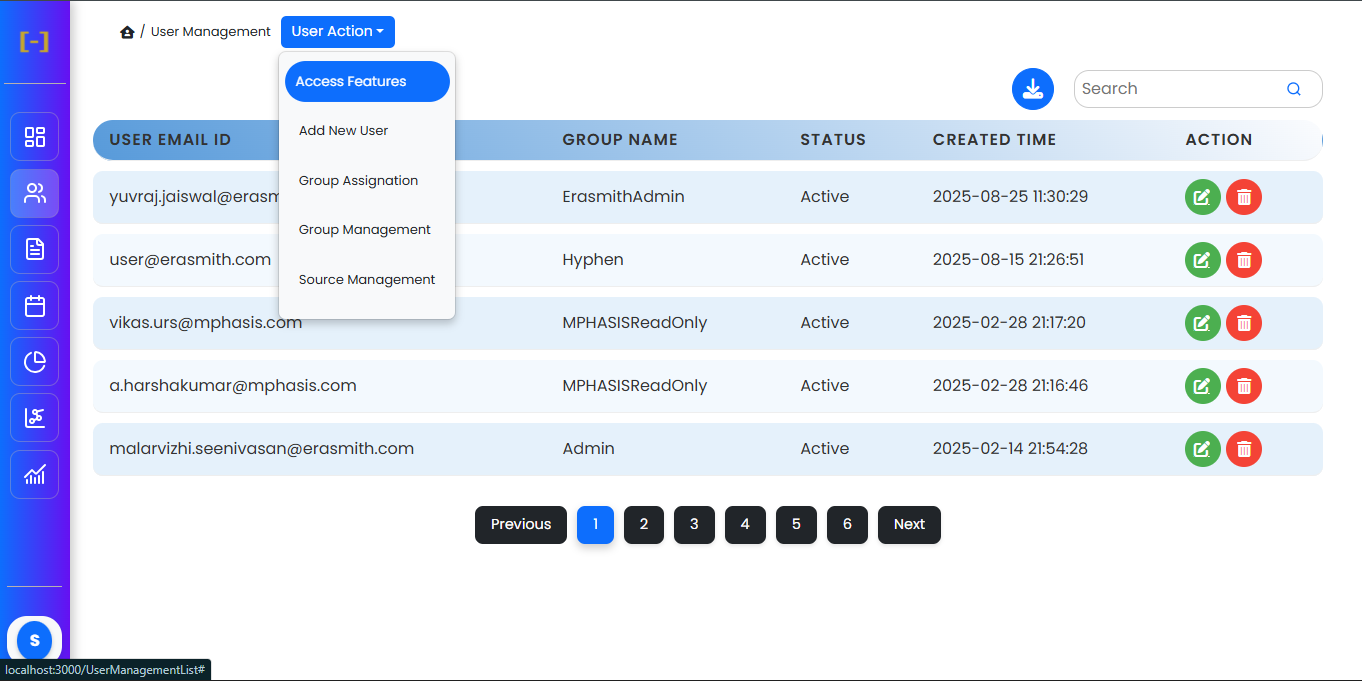 [-]
/ User Management User Action
Access Features
Add New User
Group Assignation
Group Management
Source Management
Search
USER EMAIL ID GROUP NAME STATUS CREATED TIME ACTION
yuvraj.jaiswal@erasm ErasmithAdmin Active 2025-08-25 11:30:29
user@erasmith.com Hyphen Active 2025-08-15 21:26:51
vikas.urs@mphasis.com MPHASISReadOnly Active 2025-02-28 21:17:20
a.harshakumar@mphasis.com MPHASISReadOnly Active 2025-02-28 21:16:46
malarvizhi.seenivasan@erasmith.com Admin Active 2025-02-14 21:54:28
Previous 1 2 3 4 5 6 Next
S
localhost:3000/UserManagementList#